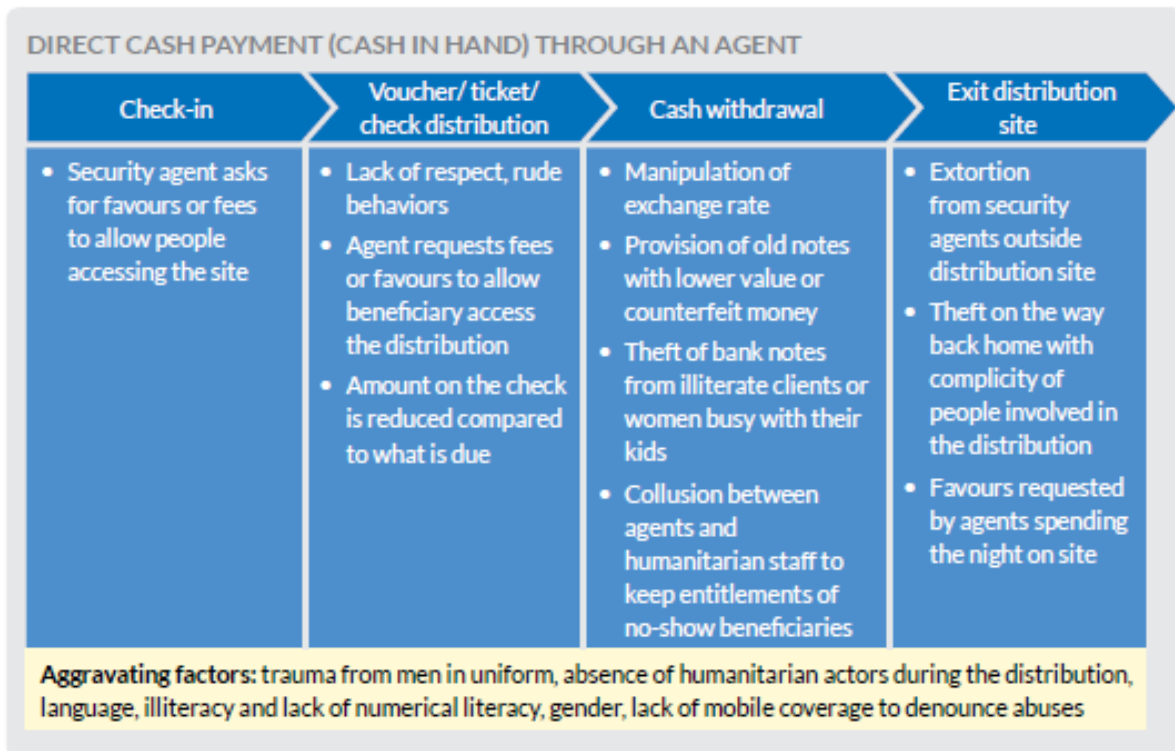 DIRECT CASH PAYMENT (CASH IN HAND) THROUGH AN AGENT
Check-in
Voucher/ ticket/
check distribution
Cash withdrawal
Exit distribution
site
• Security agent asks
for favours or fees
to allow people
accessing the site
• Lack of respect, rude
behaviors
• Agent requests fees
or favours to allow
beneficiary access
the distribution
• Amount on the check
is reduced compared
to what is due
• Manipulation of
exchange rate
• Provision of old notes
with lower value or
counterfeit money
• Theft of bank notes
from illiterate clients or
women busy with their
kids
• Collusion between
agents and
humanitarian staff to
keep entitlements of
no-show beneficiaries
• Extortion
from security
agents outside
distribution site
• Theft on the way
back home with
complicity of
people involved in
the distribution
• Favours requested
by agents spending
the night on site
Aggravating factors: trauma from men in uniform, absence of humanitarian actors during the distribution,
language, illiteracy and lack of numerical literacy, gender, lack of mobile coverage to denounce abuses